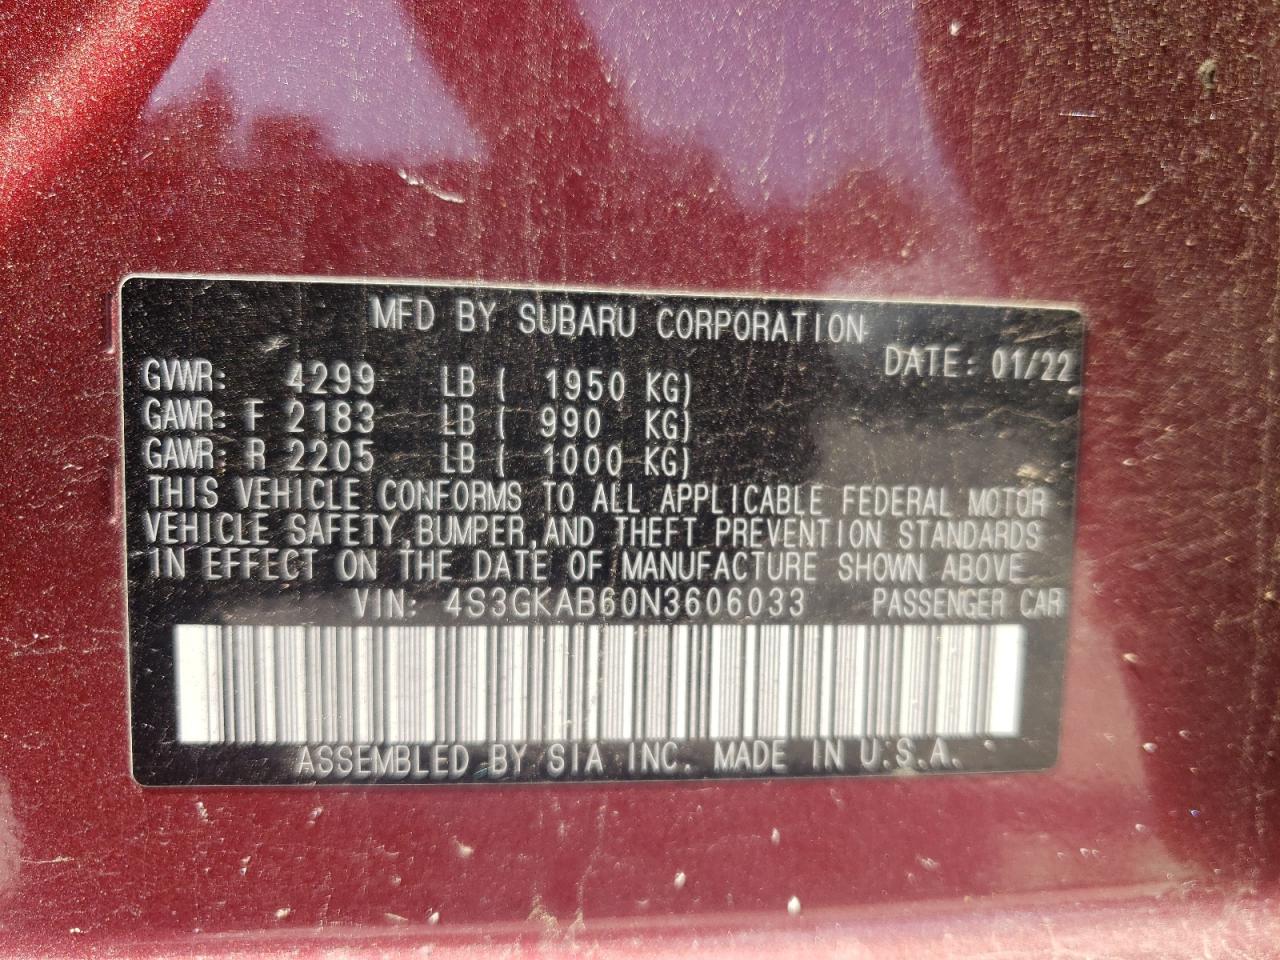 MFD BY SUBARU CORPORATION
DATE: 01/22
GVWR: 4299 LB ( 1950 KG)
GAWR: F 2183 LB ( 990 KG)
GAWR: R 2205 LB ( 1000 KG)
THIS VEHICLE CONFORMS TO ALL APPLICABLE FEDERAL MOTOR
VEHICLE SAFETY, BUMPER, AND THEFT PREVENTION STANDARDS
IN EFFECT ON THE DATE OF MANUFACTURE SHOWN ABOVE
VIN: 4S3GKAB60N3606033 PASSENGER CAR
ASSEMBLED BY SIA INC. MADE IN U.S.A.